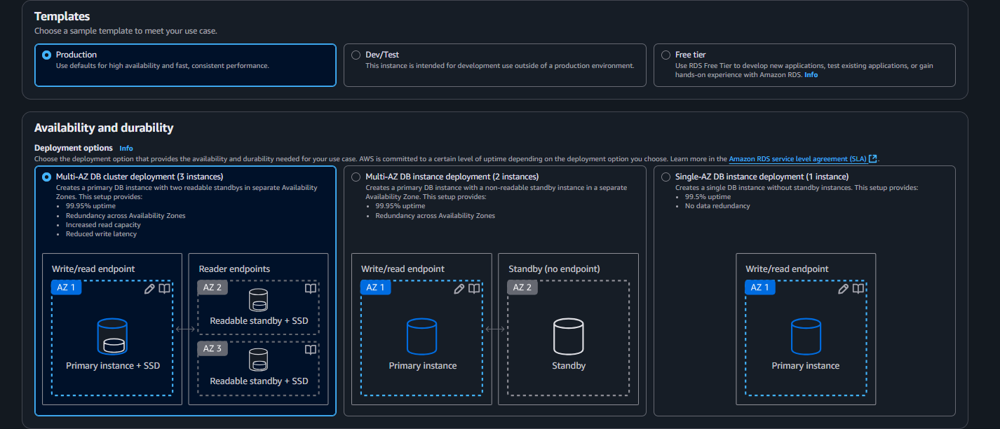 Templates
Choose a sample template to meet your use case.
Production
Use defaults for high availability and fast, consistent performance.
Dev/Test
This instance is intended for development use outside of a production environment.
Free tier
Use RDS Free Tier to develop new applications, test existing applications, or gain
hands-on experience with Amazon RDS. Info
Availability and durability
Deployment options Info
Choose the deployment option that provides the availability and durability needed for your use case. AWS is committed to a certain level of uptime depending on the deployment option you choose. Learn more in the Amazon RDS service level agreement (SLA).
Multi-AZ DB cluster deployment (3 instances)
Creates a primary DB instance with two readable standbys in separate Availability
Zones. This setup provides:
• 99.95% uptime
• Redundancy across Availability Zones
• Increased read capacity
• Reduced write latency
Write/read endpoint
AZ 1
Primary instance + SSD
Reader endpoints
AZ 2
Readable standby + SSD
AZ 3
Readable standby + SSD
Multi-AZ DB instance deployment (2 instances)
Creates a primary DB instance with a non-readable standby instance in a separate
Availability Zone. This setup provides:
• 99.95% uptime
• Redundancy across Availability Zones
Write/read endpoint
AZ 1
Primary instance
Standby (no endpoint)
AZ 2
Standby
Single-AZ DB instance deployment (1 instance)
Creates a single DB instance without standby instances. This setup provides:
• 99.5% uptime
• No data redundancy
Write/read endpoint
AZ 1
Primary instance